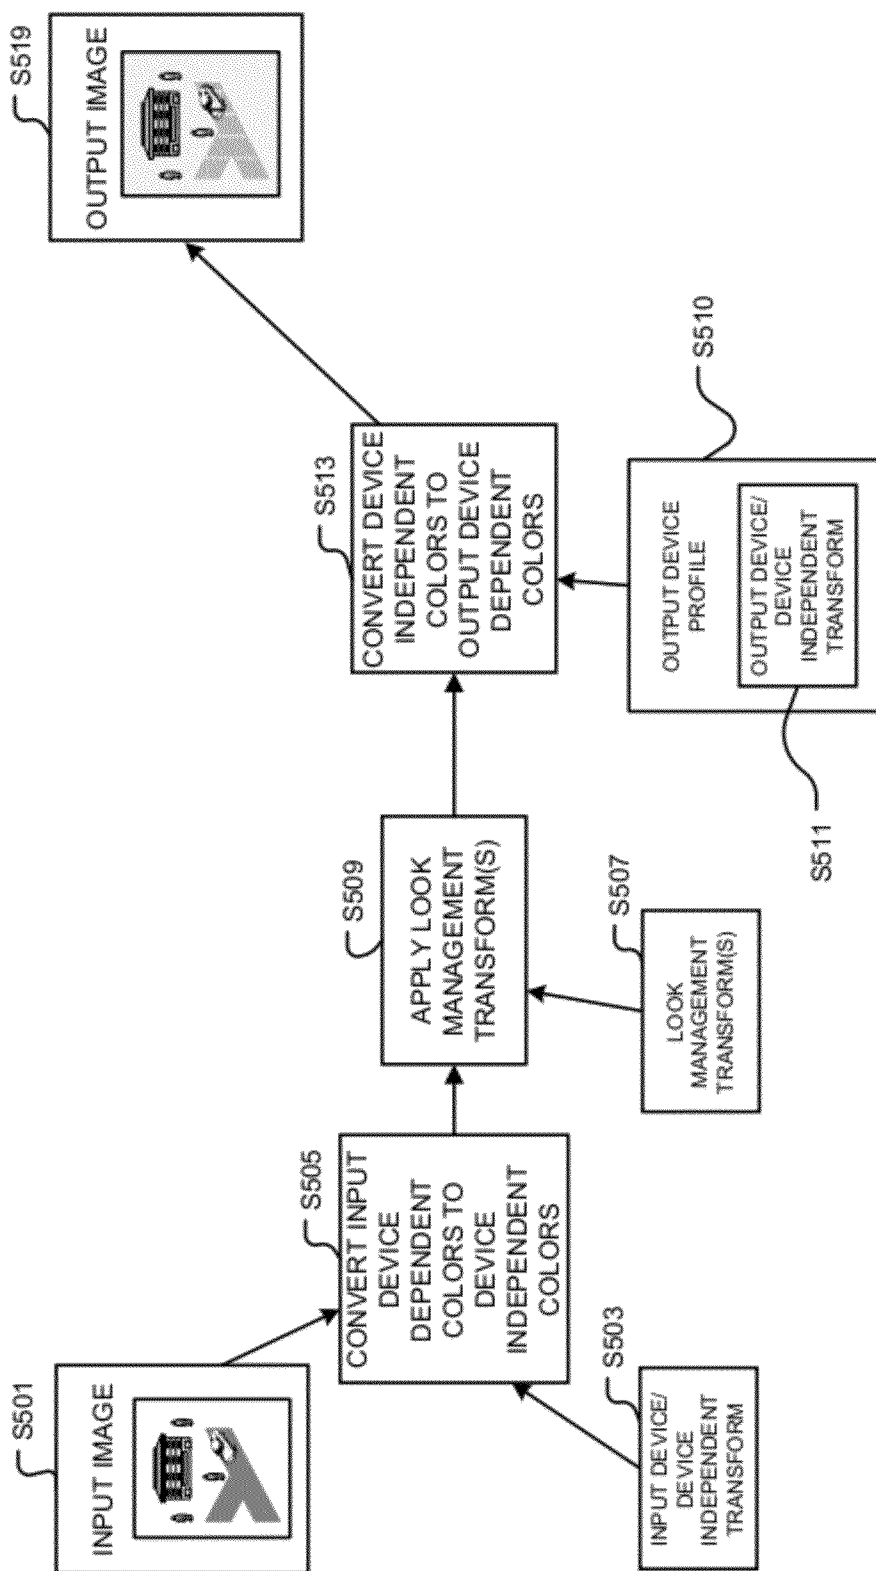 S501
INPUT IMAGE
S505
CONVERT INPUT
DEVICE
DEPENDENT
COLORS TO
DEVICE
INDEPENDENT
COLORS
S503
INPUT DEVICE/
DEVICE
INDEPENDENT
TRANSFORM
S509
APPLY LOOK
MANAGEMENT
TRANSFORM(S)
S507
LOOK
MANAGEMENT
TRANSFORM(S)
S513
CONVERT DEVICE
INDEPENDENT
COLORS TO
OUTPUT DEVICE
DEPENDENT
COLORS
S510
OUTPUT DEVICE
PROFILE
OUTPUT DEVICE/
DEVICE
INDEPENDENT
TRANSFORM
S511
S519
OUTPUT IMAGE